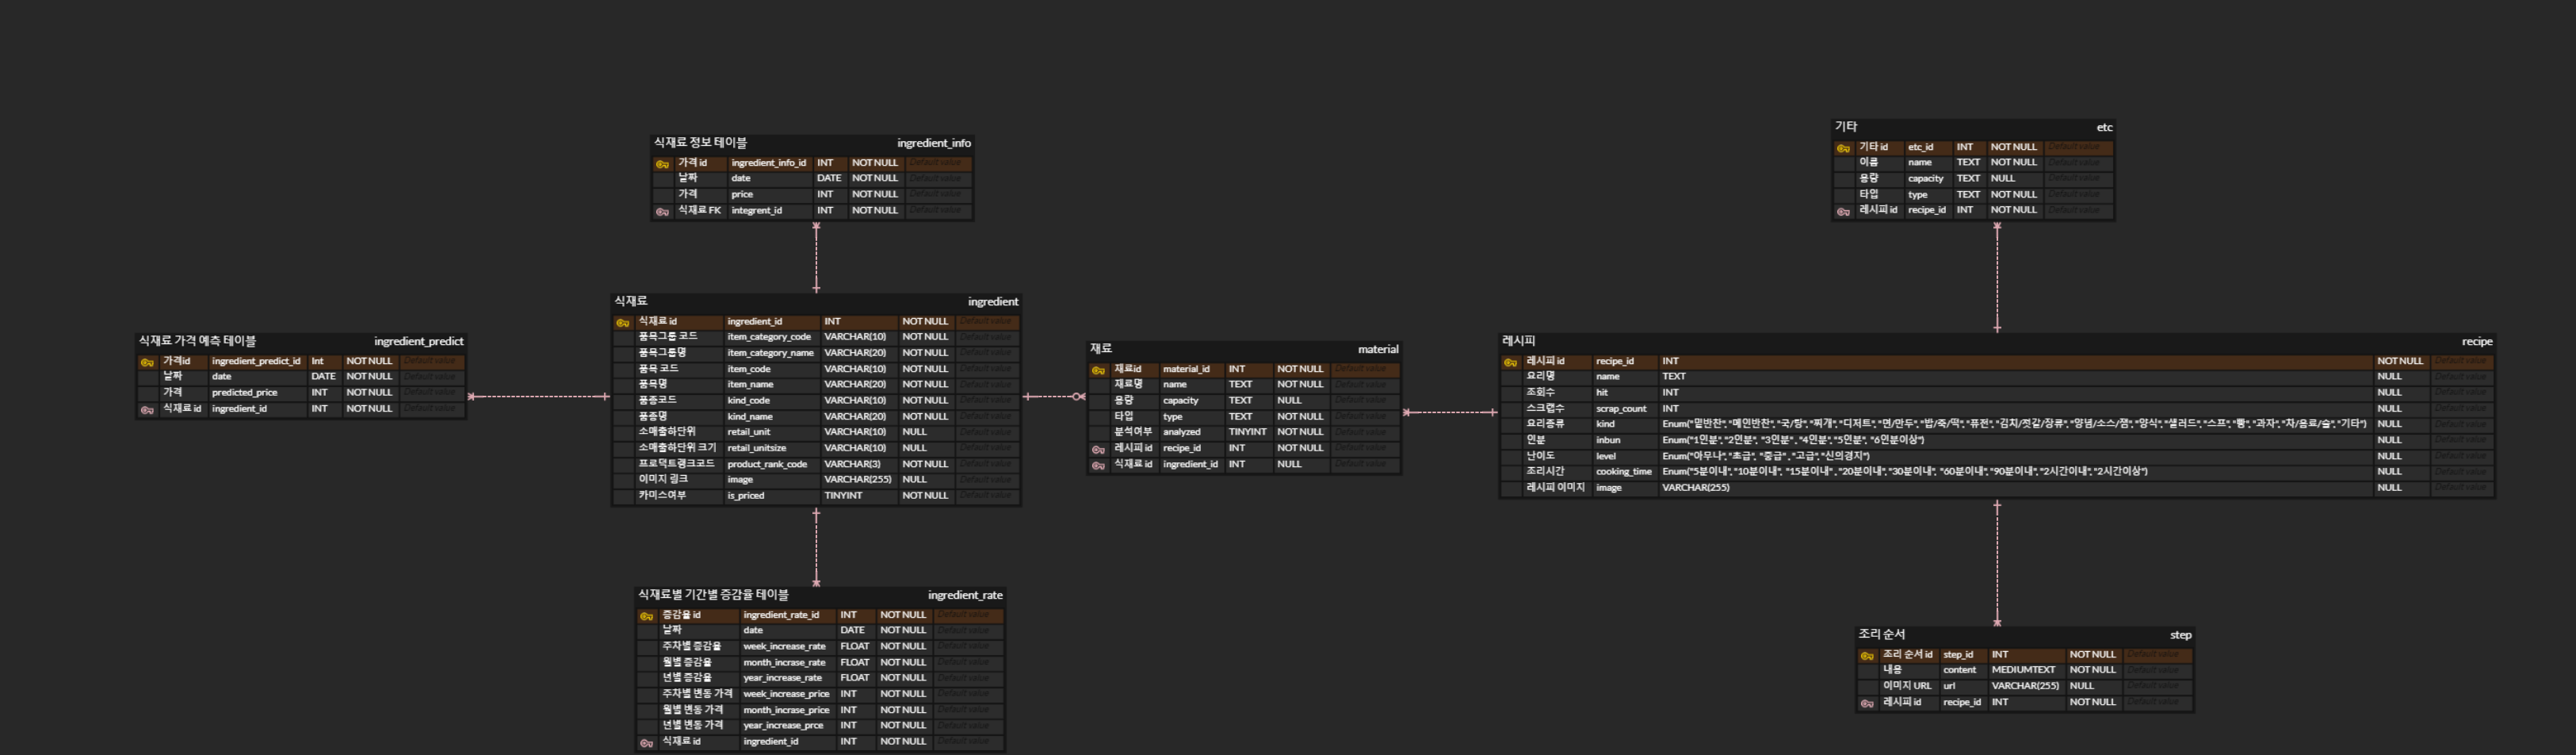 식재료 정보 테이블 ingredient_info
가격 id ingredient_info_id INT NOT NULL Default value
날짜 date DATE NOT NULL Default value
가격 price INT NOT NULL Default value
식재료 FK integrent_id INT NOT NULL Default value
기타 etc
기타 id etc_id INT NOT NULL Default value
이름 name TEXT NOT NULL Default value
용량 capacity TEXT NULL Default value
타입 type TEXT NOT NULL Default value
레시피 id recipe_id INT NOT NULL Default value
식재료 가격 예측 테이블 ingredient_predict
가격id ingredient_predict_id Int NOT NULL Default value
날짜 date DATE NOT NULL Default value
가격 predicted_price INT NOT NULL Default value
식재료 id ingredient_id INT NOT NULL Default value
식재료 ingredient
식재료 id ingredient_id INT NOT NULL Default value
품목그룹 코드 item_category_code VARCHAR(10) NOT NULL Default value
품목그룹명 item_category_name VARCHAR(20) NOT NULL Default value
품목 코드 item_code VARCHAR(10) NOT NULL Default value
품목명 item_name VARCHAR(20) NOT NULL Default value
품종코드 kind_code VARCHAR(10) NOT NULL Default value
품종명 kind_name VARCHAR(20) NOT NULL Default value
소매출하단위 retail_unit VARCHAR(10) NULL Default value
소매출하단위 크기 retail_unitsize VARCHAR(10) NULL Default value
프로덕트랭크코드 product_rank_code VARCHAR(3) NOT NULL Default value
이미지 링크 image VARCHAR(255) NULL Default value
카미스여부 is_priced TINYINT NOT NULL Default value
재료 material
재료id material_id INT NOT NULL Default value
재료명 name TEXT NOT NULL Default value
용량 capacity TEXT NULL Default value
타입 type TEXT NOT NULL Default value
분석여부 analyzed TINYINT NOT NULL Default value
레시피 id recipe_id INT NOT NULL Default value
식재료 id ingredient_id INT NULL Default value
레시피 recipe
레시피 id recipe_id INT NOT NULL Default value
요리명 name TEXT NULL Default value
조회수 hit INT NULL Default value
스크랩수 scrap_count INT NULL Default value
요리종류 kind Enum("밑반찬","메인반찬","국/탕","찌개","디저트","면/만두","밥/죽/떡","퓨전","김치/젓갈/장류","양념/소스/잼","양식","샐러드","스프","빵","과자","차/음료/술","기타") NULL Default value
인분 inbun Enum("1인분","2인분", "3인분", "4인분","5인분", "6인분이상") NULL Default value
난이도 level Enum("아무나","초급", "중급" ,"고급","신의경지") NULL Default value
조리시간 cooking_time Enum("5분이내","10분이내", "15분이내" ,"20분이내","30분이내", "60분이내","90분이내","2시간이내","2시간이상") NULL Default value
레시피 이미지 image VARCHAR(255) NULL Default value
식재료별 기간별 증감율 테이블 ingredient_rate
증감율 id ingredient_rate_id INT NOT NULL Default value
날짜 date DATE NOT NULL Default value
주차별 증감율 week_increase_rate FLOAT NOT NULL Default value
월별 증감율 month_incrase_rate FLOAT NOT NULL Default value
년별 증감율 year_increase_rate FLOAT NOT NULL Default value
주차별 변동 가격 week_increase_price INT NOT NULL Default value
월별 변동 가격 month_incrase_price INT NOT NULL Default value
년별 변동 가격 year_increase_prce INT NOT NULL Default value
식재료 id ingredient_id INT NOT NULL Default value
조리 순서 step
조리 순서 id step_id INT NOT NULL Default value
내용 content MEDIUMTEXT NOT NULL Default value
이미지 URL url VARCHAR(255) NULL Default value
레시피 id recipe_id INT NOT NULL Default value